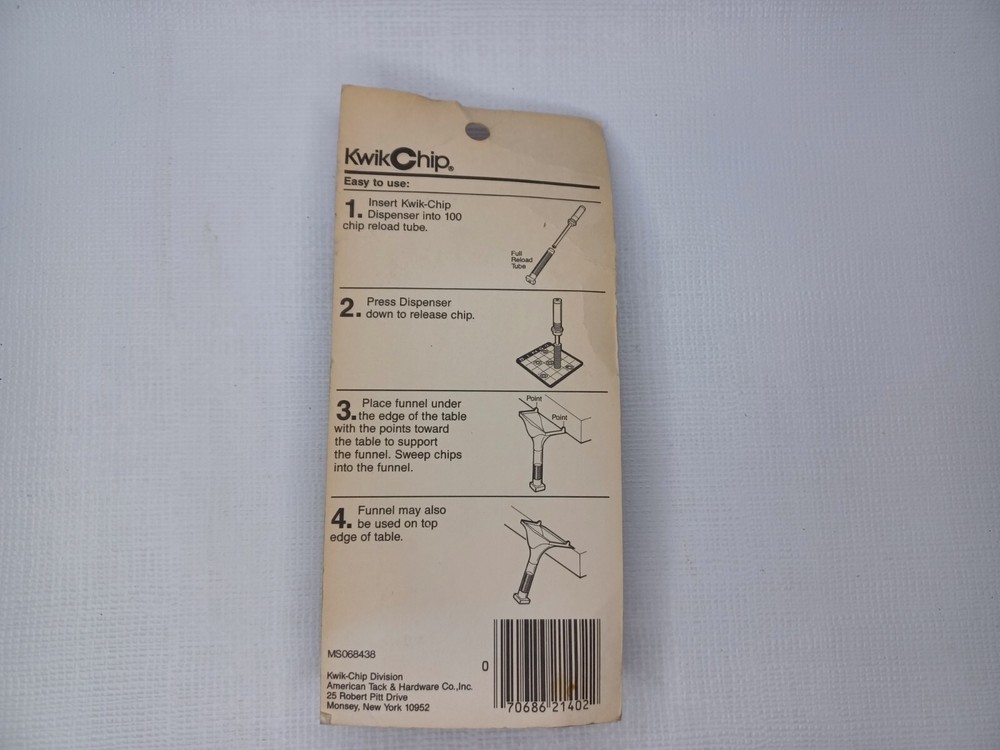 KwikChip®
Easy to use:
1. Insert Kwik-Chip
Dispenser into 100
chip reload tube.
Full
Reload
Tube
2. Press Dispenser
down to release chip.
3. Place funnel under
the edge of the table
with the points toward
the table to support
the funnel. Sweep chips
into the funnel.
Point
Point
4. Funnel may also
be used on top
edge of table.
MS068438
Kwik-Chip Division
American Tack & Hardware Co.,Inc.
25 Robert Pitt Drive
Monsey, New York 10952
0 70686 21402